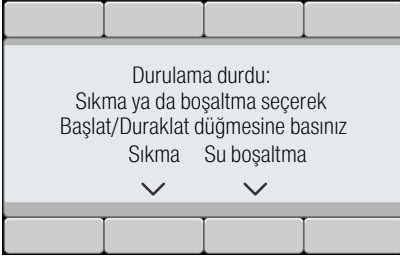 Durulama durdu:
Sıkma ya da boşaltma seçerek
Başlat/Duraklat düğmesine basınız
Sıkma Su boşaltma